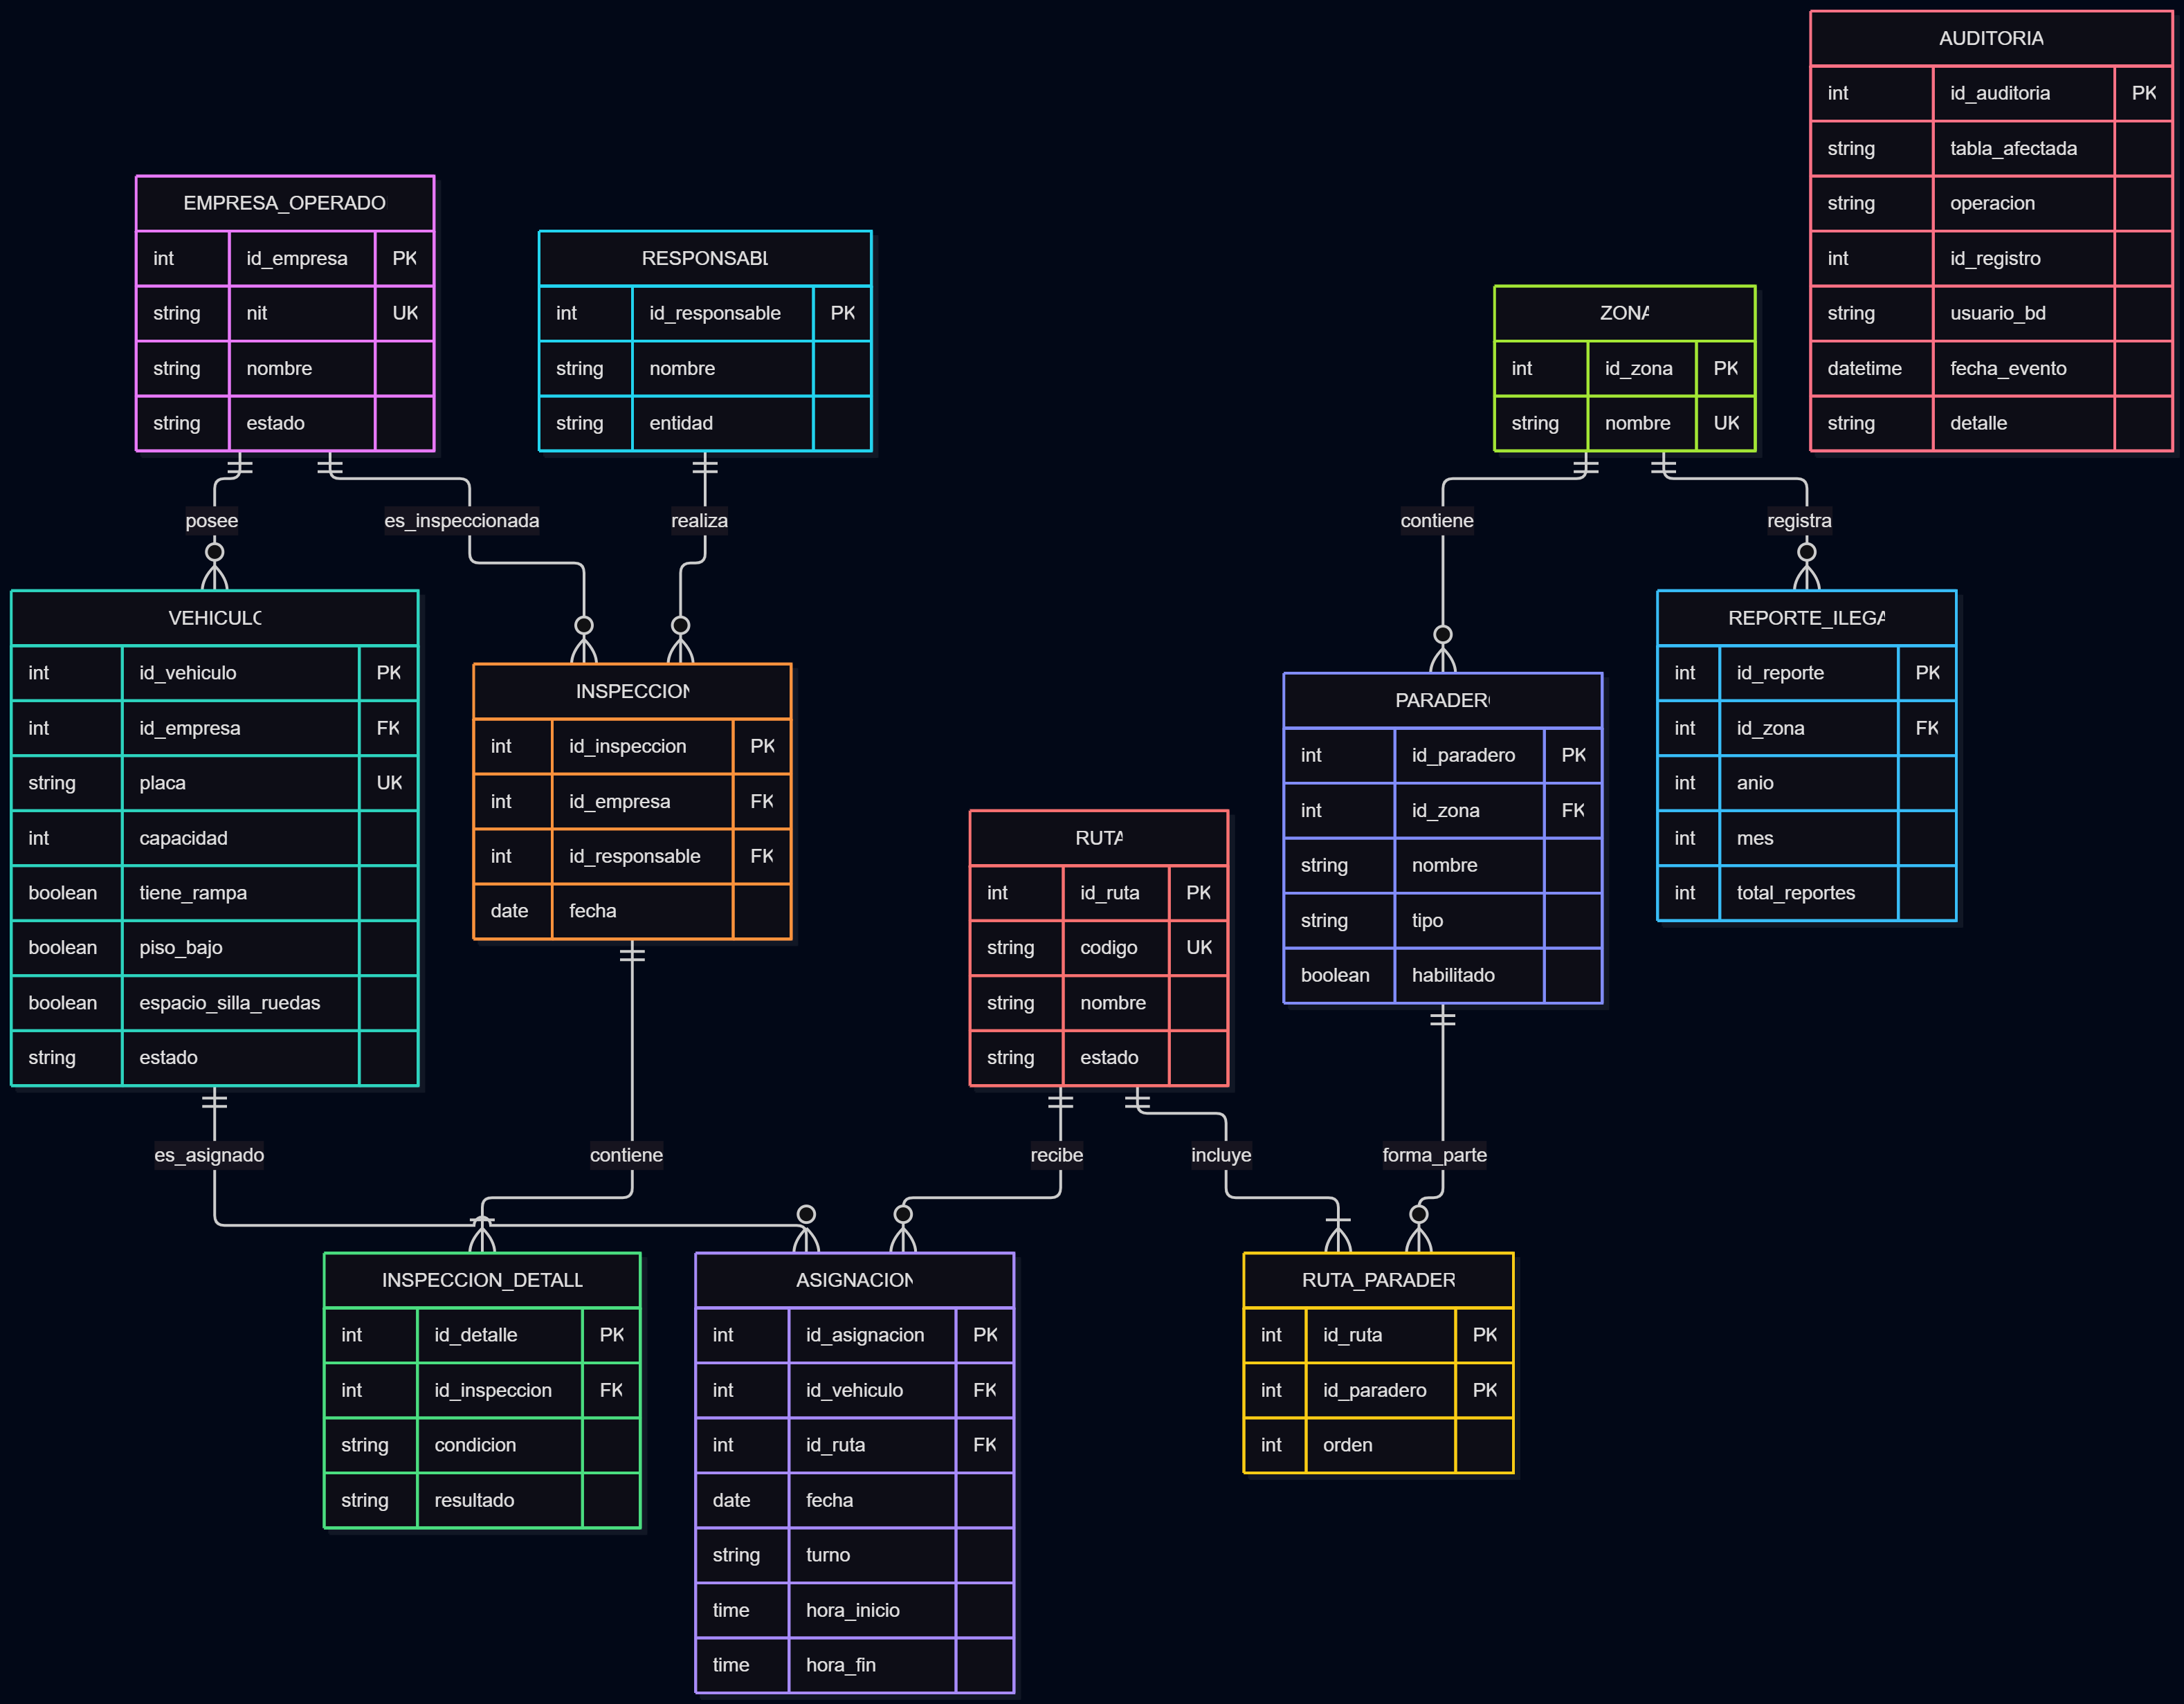 AUDITORIA
int id_auditoria PK
string tabla_afectada
string operacion
int id_registro
string usuario_bd
datetime fecha_evento
string detalle
EMPRESA_OPERADO
int id_empresa PK
string nit UK
string nombre
string estado
RESPONSABL
int id_responsable PK
string nombre
string entidad
ZONA
int id_zona PK
string nombre UK
posee
es_inspeccionada
realiza
contiene
registra
VEHICULO
int id_vehiculo PK
int id_empresa FK
string placa UK
int capacidad
boolean tiene_rampa
boolean piso_bajo
boolean espacio_silla_ruedas
string estado
INSPECCION
int id_inspeccion PK
int id_empresa FK
int id_responsable FK
date fecha
RUTA
int id_ruta PK
string codigo UK
string nombre
string estado
PARADERO
int id_paradero PK
int id_zona FK
string nombre
string tipo
boolean habilitado
REPORTE_ILEGA
int id_reporte PK
int id_zona FK
int anio
int mes
int total_reportes
es_asignado
contiene
recibe
incluye
forma_parte
INSPECCION_DETALL
int id_detalle PK
int id_inspeccion FK
string condicion
string resultado
ASIGNACION
int id_asignacion PK
int id_vehiculo FK
int id_ruta FK
date fecha
string turno
time hora_inicio
time hora_fin
RUTA_PARADER
int id_ruta PK
int id_paradero PK
int orden